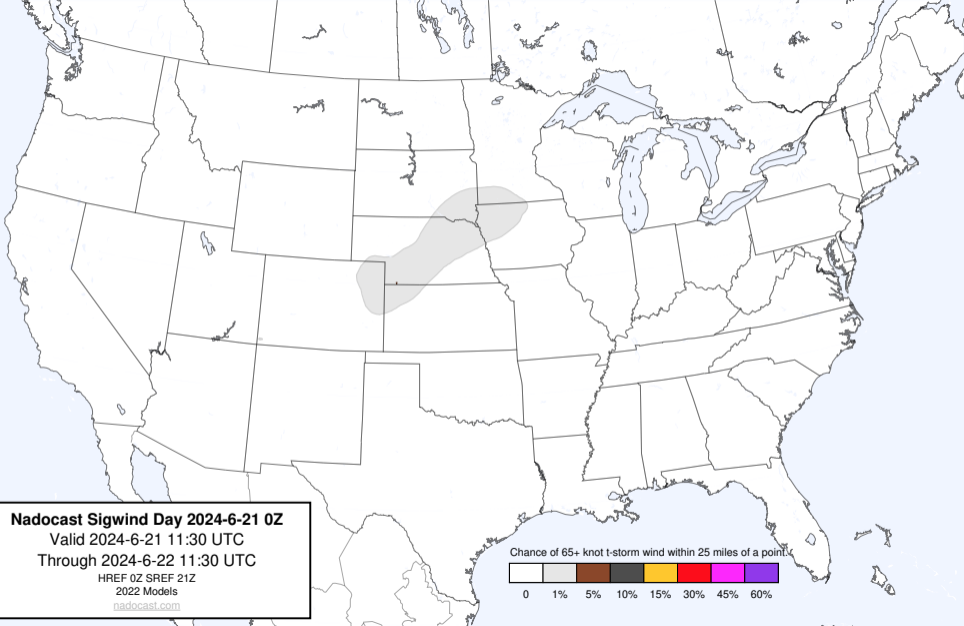 Nadocast Sigwind Day 2024-6-21 0Z
Valid 2024-6-21 11:30 UTC
Through 2024-6-22 11:30 UTC
HREF 0Z SREF 21Z
2022 Models
nadocast.com
Chance of 65+ knot t-storm wind within 25 miles of a point.
0 1% 5% 10% 15% 30% 45% 60%